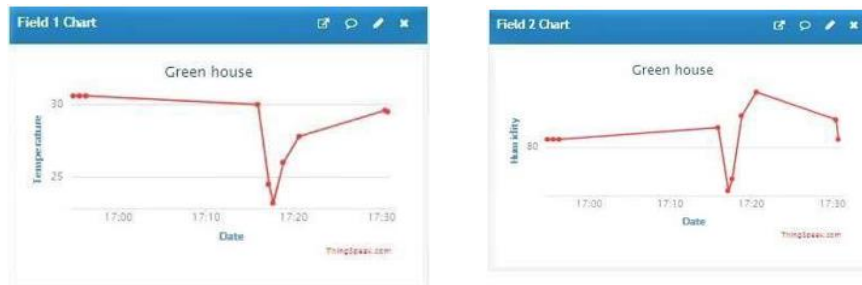 Field 1 Chart
Green house
Temperature
30
25
17:00 17:10 17:20 17:30
Date
ThingSpeak.com
Field 2 Chart
Green house
Humidity
80
17:00 17:10 17:20 17:30
Date
ThingSpeak.com